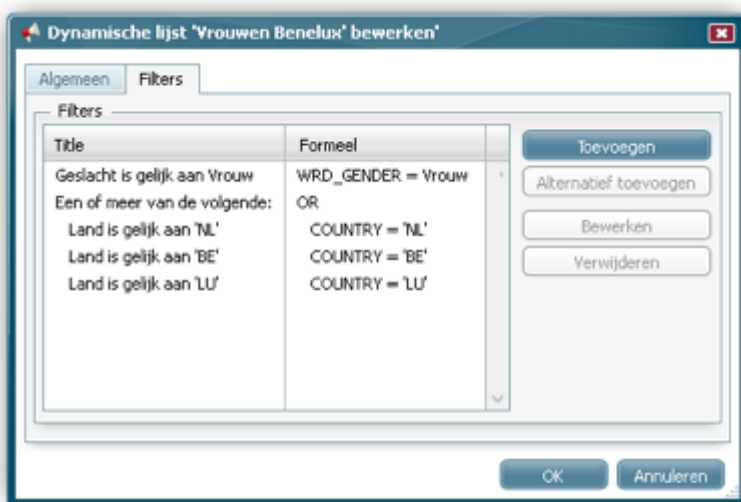 Dynamische lijst 'Vrouwen Benelux' bewerken'
Algemeen Filters
Filters
Title Formeel
Geslacht is gelijk aan Vrouw WRD_GENDER = Vrouw
Een of meer van de volgende: OR
Land is gelijk aan 'NL' COUNTRY = 'NL'
Land is gelijk aan 'BE' COUNTRY = 'BE'
Land is gelijk aan 'LU' COUNTRY = 'LU'
Toevoegen
Alternatief toevoegen
Bewerken
Verwijderen
OK Annuleren